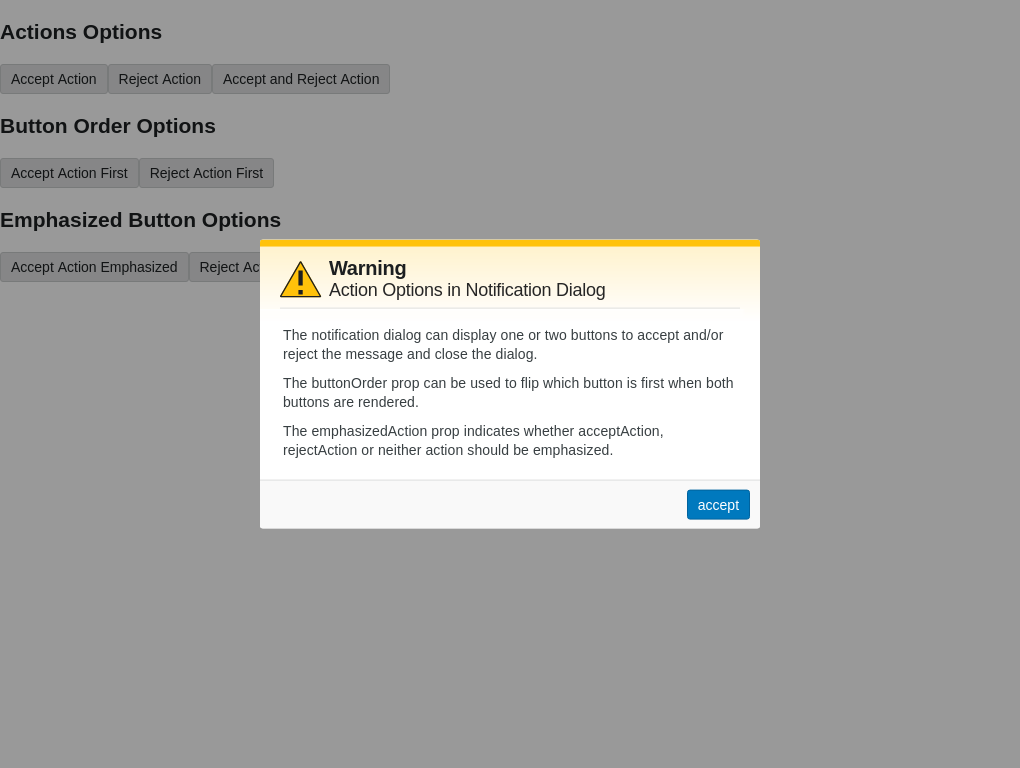 Actions Options
Accept Action Reject Action Accept and Reject Action
Button Order Options
Accept Action First Reject Action First
Emphasized Button Options
Accept Action Emphasized Reject
Warning
Action Options in Notification Dialog
The notification dialog can display one or two buttons to accept and/or
reject the message and close the dialog.
The buttonOrder prop can be used to flip which button is first when both
buttons are rendered.
The emphasizedAction prop indicates whether acceptAction,
rejectAction or neither action should be emphasized.
accept